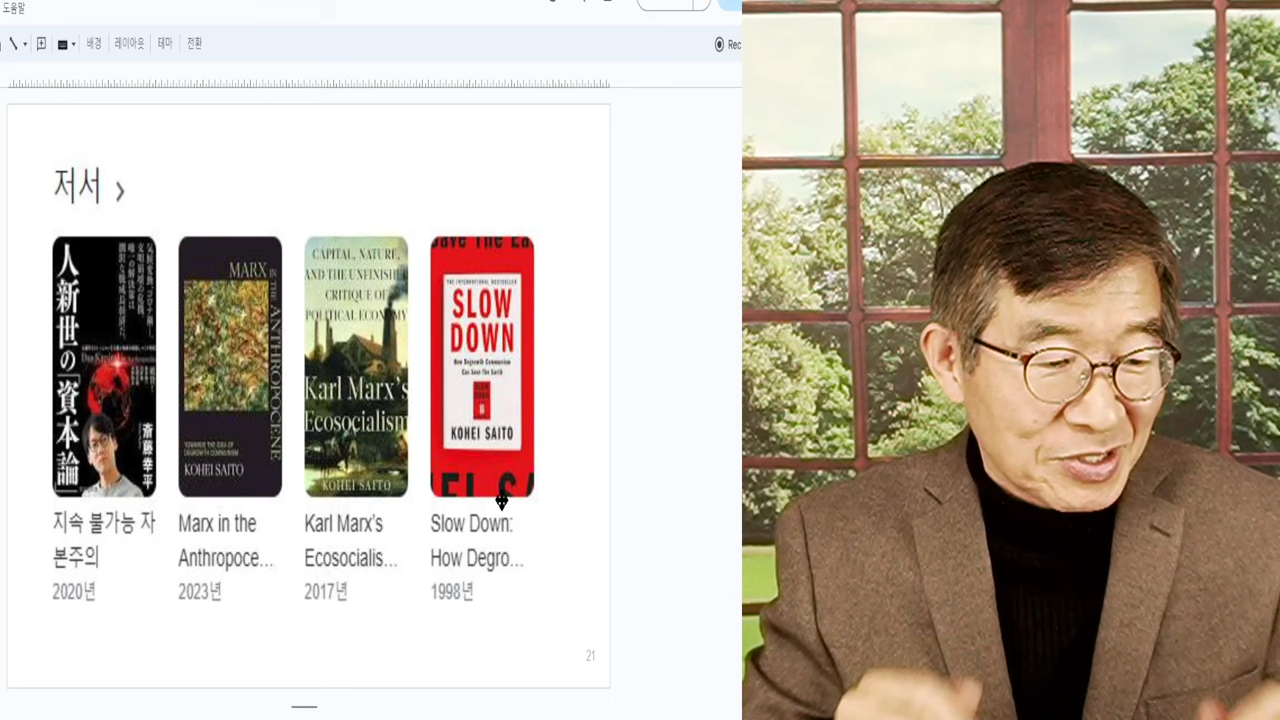 도움말
배경 레이아웃 테마 전환
Rec
저서 ›
人新世の「資本論」
斎藤幸平
MARX IN THE ANTHROPOCENE
TOWARDS THE IDEA OF
DEGROWTH COMMUNISM
KOHEI SAITO
CAPITAL, NATURE,
AND THE UNFINISHED
CRITIQUE OF
POLITICAL ECONOMY
Karl Marx's
Ecosocialism
KOHEI SAITO
Save The Ea
THE INTERNATIONAL BESTSELLER
SLOW
DOWN
How Degrowth Communism
Can Save The Earth
KOHEI SAITO
지속 불가능 자
본주의
2020년
Marx in the
Anthropoce...
2023년
Karl Marx's
Ecosocialis...
2017년
Slow Down:
How Degro...
1998년
21